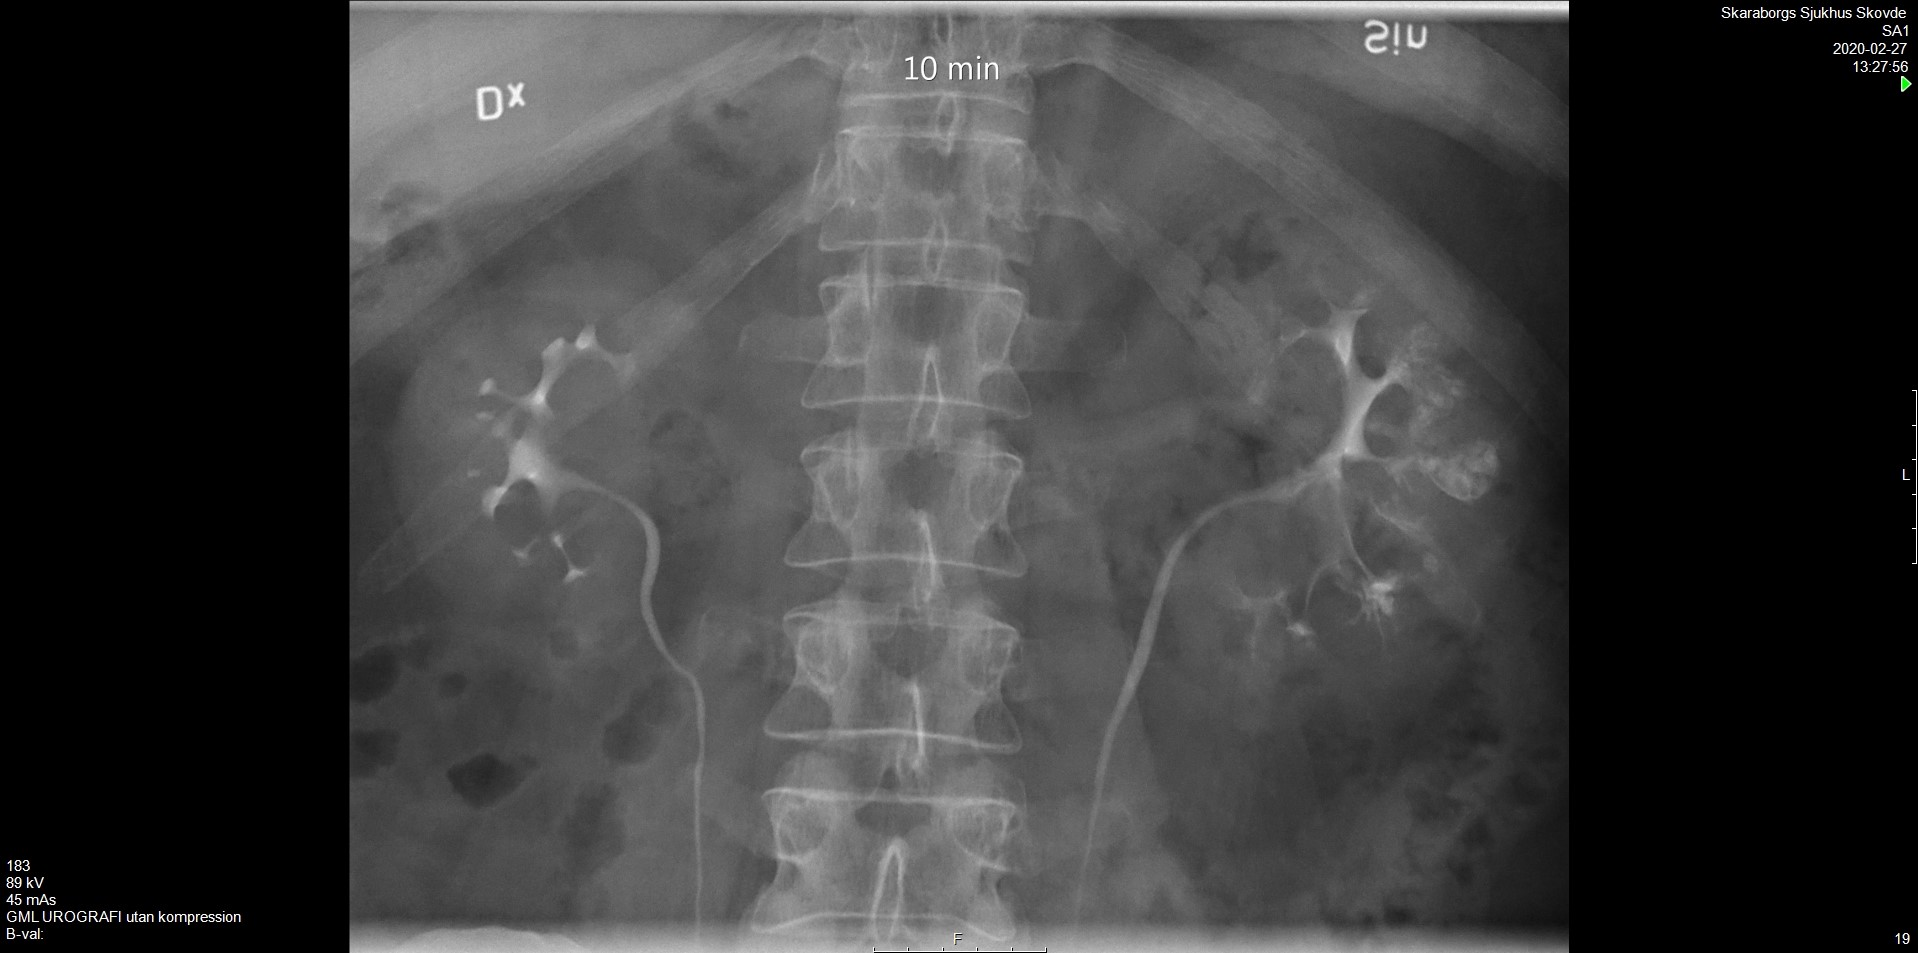 Skaraborgs Sjukhus Skovde
SA1
2020-02-27
13:27:56
Dx
10 min
Sin
L
183
89 kV
45 mAs
GML UROGRAFI utan kompression
B-val:
F
19